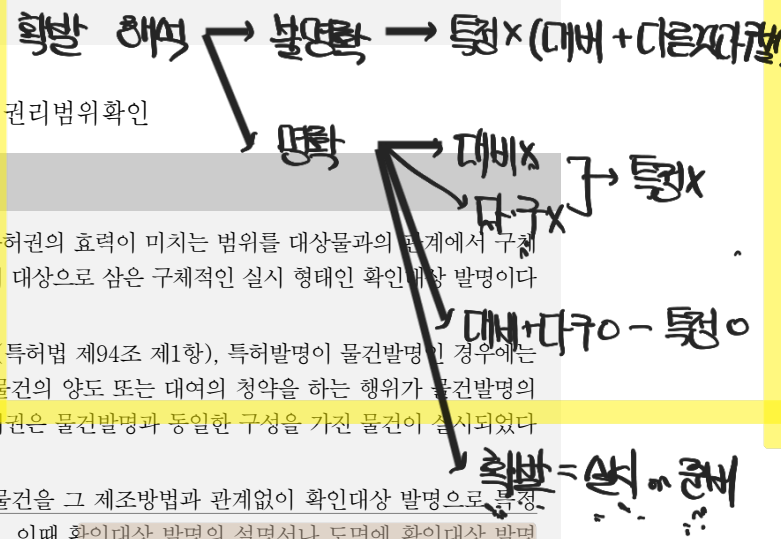 확발 해석 → 불명확 → 특정 × (대비 + 다른
권리범위확인
명확
대비 ×
다·구 ×
→ 특정 ×
허권의 효력이 미치는 범위를 대상물과의 관계에서 구체
대상으로 삼은 구체적인 실시 형태인 확인대상 발명이다
대비+다구 ○ - 특정 ○
(특허법 제94조 제1항), 특허발명이 물건발명인 경우에는
물건의 양도 또는 대여의 청약을 하는 행위가 물건발명의
허권은 물건발명과 동일한 구성을 가진 물건이 실시되었다
확발 = 실시 or 준비
물건을 그 제조방법과 관계없이 확인대상 발명으로 특정
이때 확인대상 발명의 설명서나 도면에 확인대상 발명